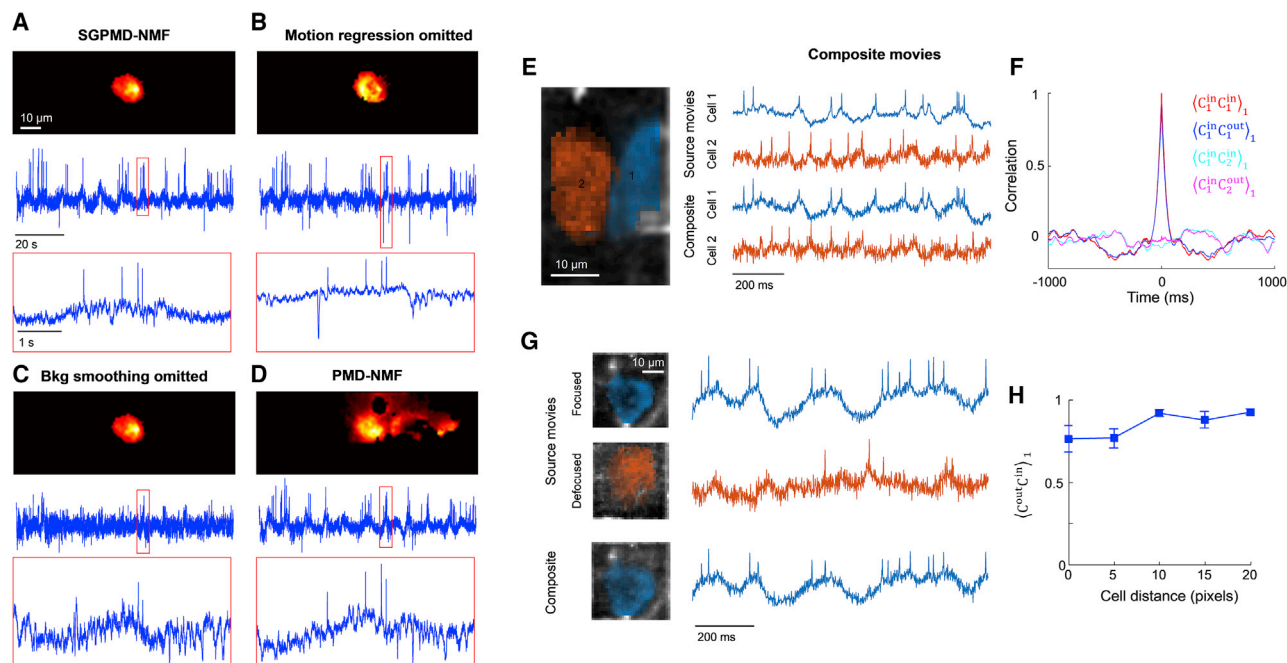 A
SGPMD-NMF
10 µm
20 s
1 s
B
Motion regression omitted
C
Bkg smoothing omitted
D
PMD-NMF
E
Composite movies
2
1
10 µm
Source movies
Cell 1
Cell 2
Composite
Cell 1
Cell 2
200 ms
F
Correlation
1
0.5
0
-1000
0
1000
Time (ms)
⟨C₁ⁱⁿC₁ⁱⁿ⟩₁
⟨C₁ⁱⁿC₁ᵒᵘᵗ⟩₁
⟨C₁ⁱⁿC₂ⁱⁿ⟩₁
⟨C₁ⁱⁿC₂ᵒᵘᵗ⟩₁
G
10 µm
Source movies
Focused
Defocused
Composite
200 ms
H
⟨CᵒᵘᵗCⁱⁿ⟩₁
1
0.5
0
0
5
10
15
20
Cell distance (pixels)